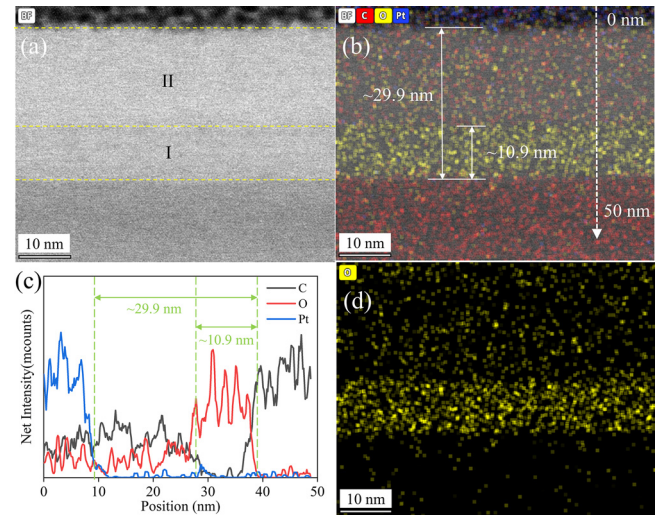 BF
(a)
II
I
10 nm
BF C O Pt
(b)
0 nm
~29.9 nm
~10.9 nm
50 nm
10 nm
(c)
C
O
Pt
~29.9 nm
~10.9 nm
Net Intensity(mcounts)
0 10 20 30 40 50
Position (nm)
O
(d)
10 nm